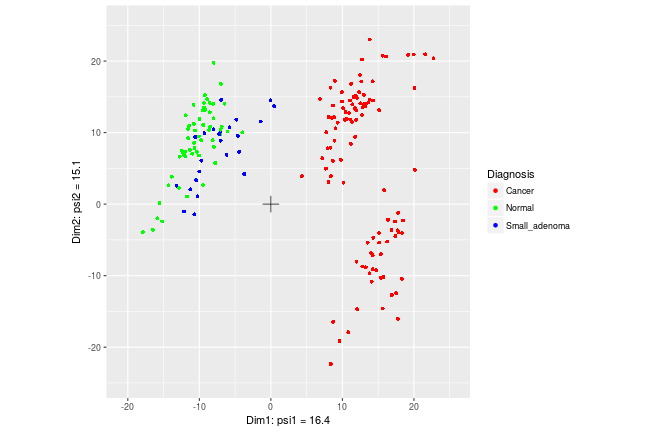 20
10
0
-10
-20
Dim2: psi2 = 15.1
-20 -10 0 10 20
Dim1: psi1 = 16.4
Diagnosis
Cancer
Normal
Small_adenoma